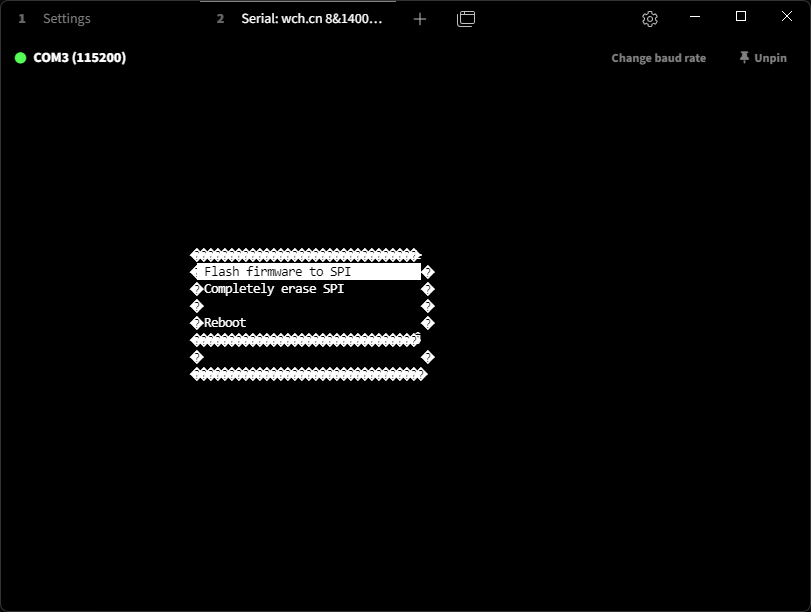 1 Settings
2 Serial: wch.cn 8&1400...
COM3 (115200)
Change baud rate
Unpin
Flash firmware to SPI
Completely erase SPI
Reboot